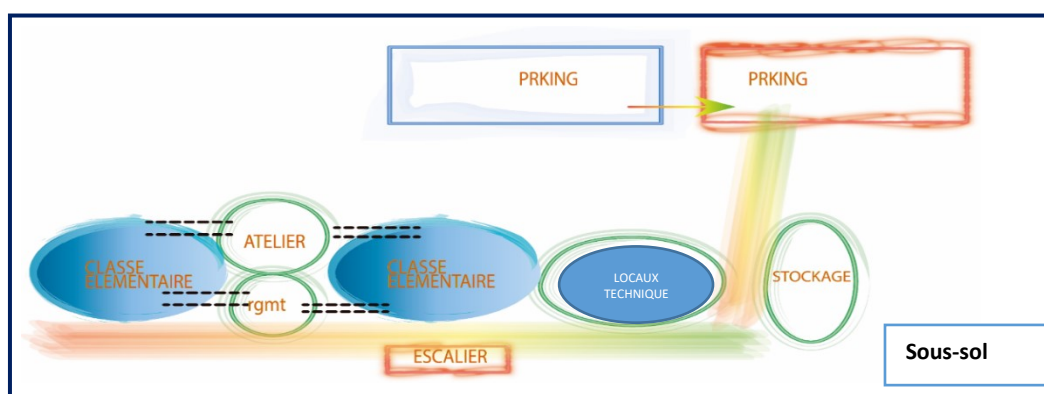 PRKING
PRKING
ATELIER
CLASSE
ELEMENTAIRE
CLASSE
ELEMENTAIRE
LOCAUX
TECHNIQUE
STOCKAGE
rgmt
ESCALIER
Sous-sol